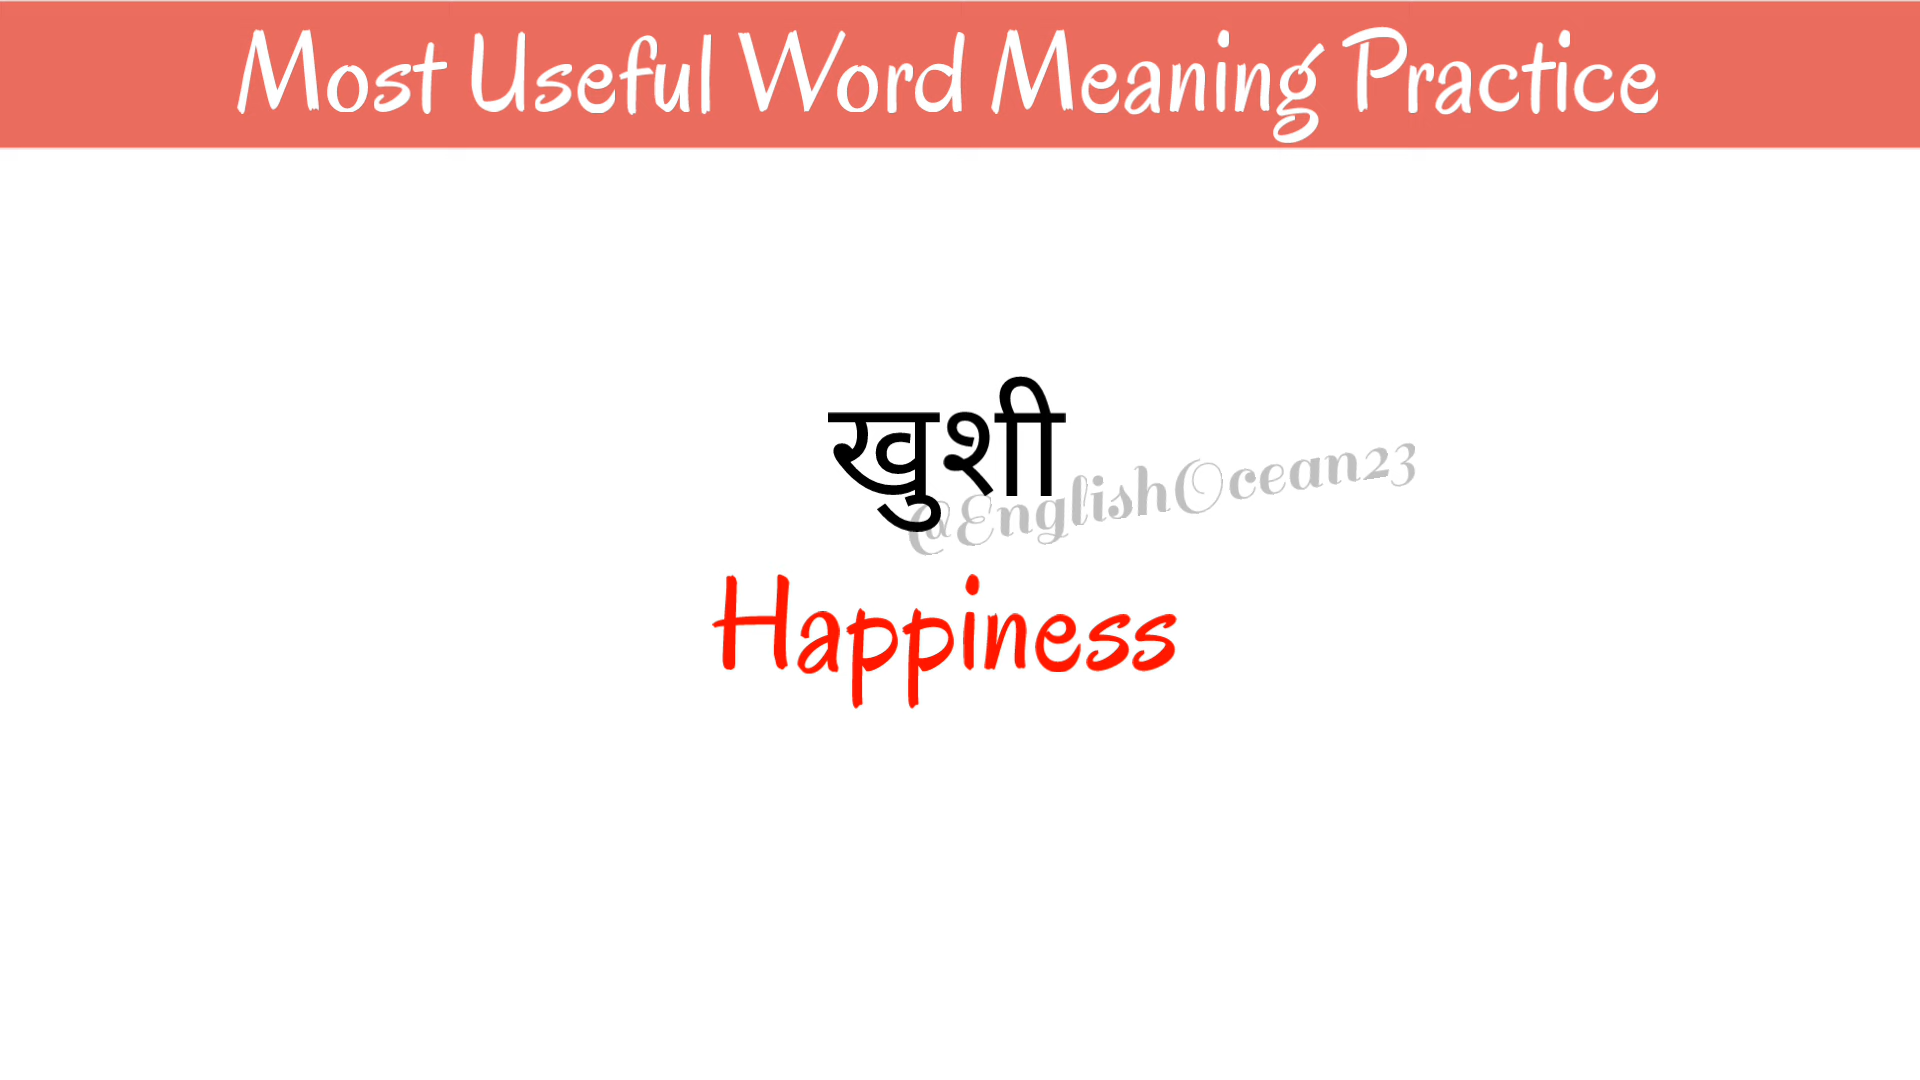 Most Useful Word Meaning Practice
खुशी
@EnglishOcean23
Happiness